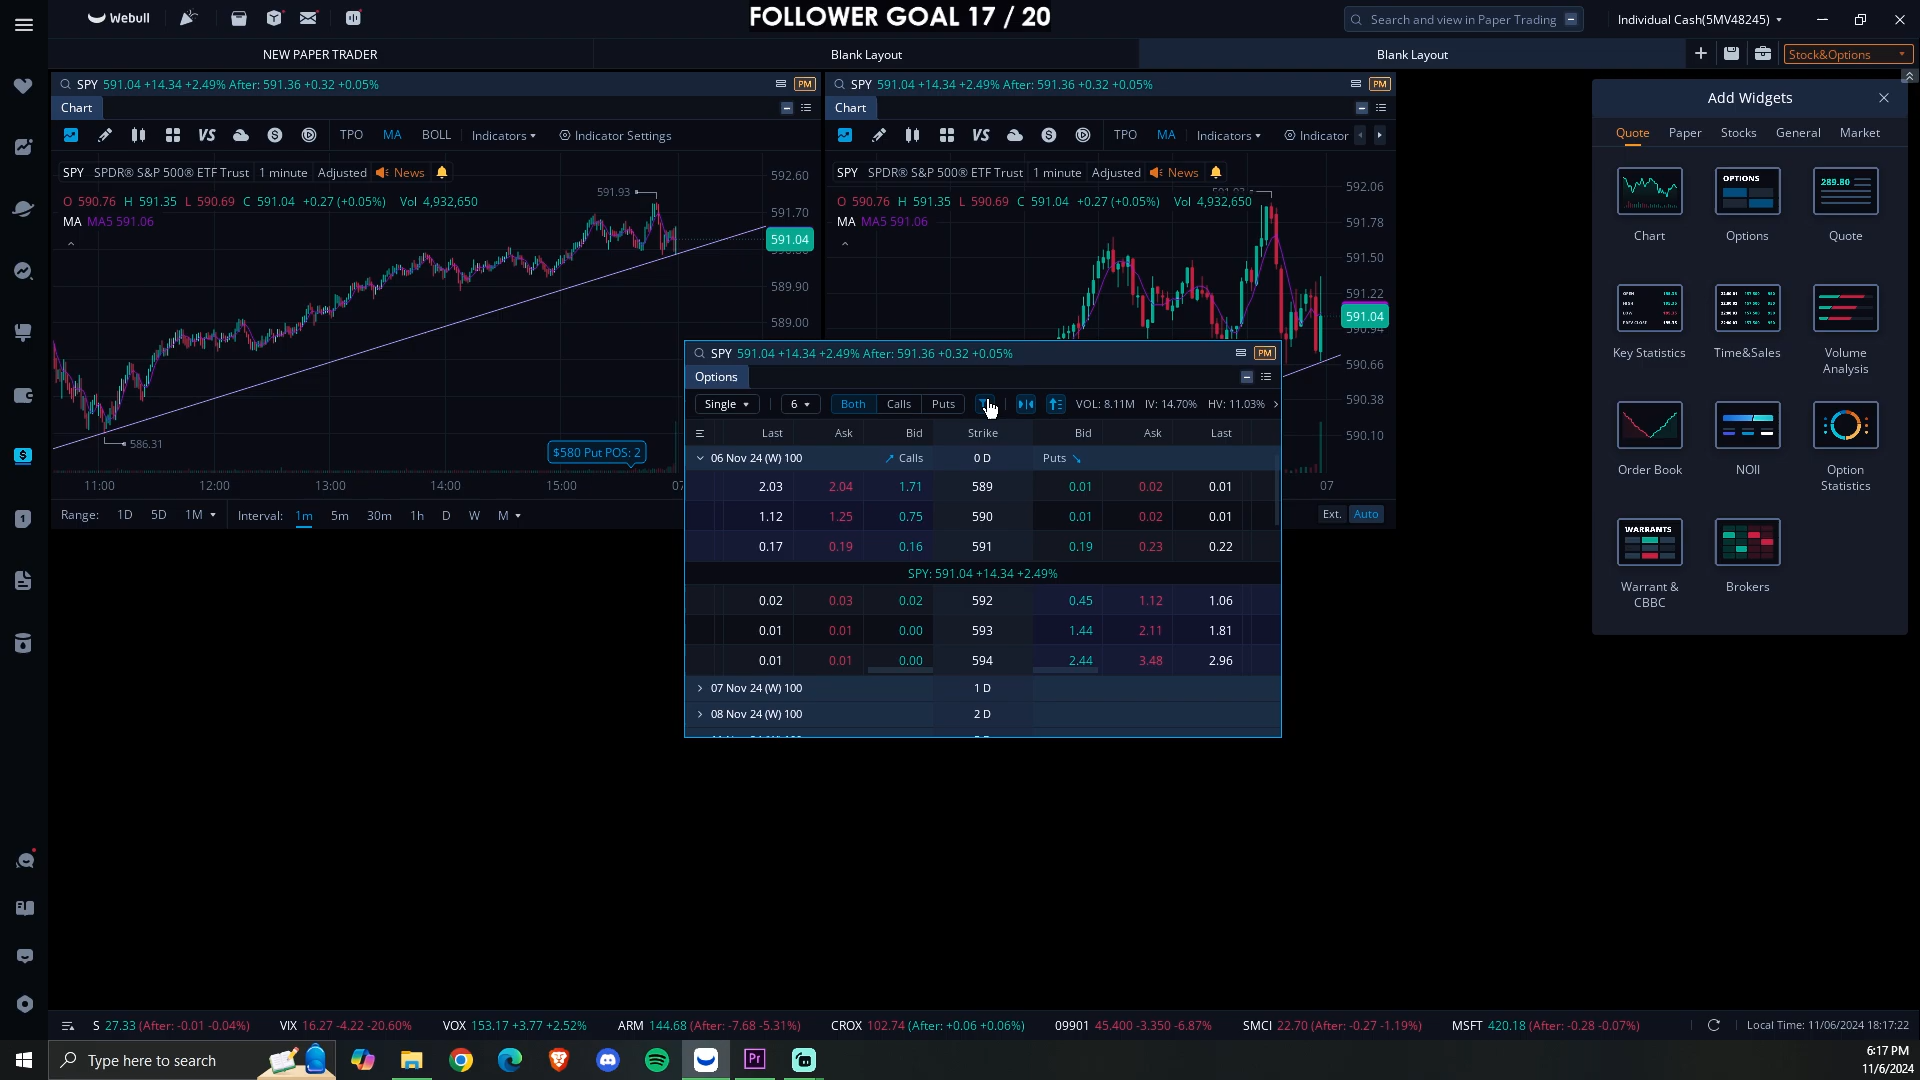 Webull
FOLLOWER GOAL 17 / 20
Search and view in Paper Trading
Individual Cash(5MV48245)
NEW PAPER TRADER
Blank Layout
Blank Layout
Stock&Options
SPY 591.04 +14.34 +2.49% After: 591.36 +0.32 +0.05%
PM
Chart
TPO MA BOLL Indicators Indicator Settings
SPY SPDR® S&P 500® ETF Trust 1 minute Adjusted News
O 590.76 H 591.35 L 590.69 C 591.04 +0.27 (+0.05%) Vol 4,932,650
MA MA5 591.06
591.93
592.60
591.70
591.04
589.90
589.00
586.31
$580 Put POS: 2
11:00 12:00 13:00 14:00 15:00 07
Range: 1D 5D 1M Interval: 1m 5m 30m 1h D W M
SPY 591.04 +14.34 +2.49% After: 591.36 +0.32 +0.05%
PM
Chart
TPO MA Indicators Indicator
SPY SPDR® S&P 500® ETF Trust 1 minute Adjusted News
O 590.76 H 591.35 L 590.69 C 591.04 +0.27 (+0.05%) Vol 4,932,650
MA MA5 591.06
592.06
591.78
591.50
591.22
591.04
590.94
590.66
590.38
590.10
07
Ext. Auto
SPY 591.04 +14.34 +2.49% After: 591.36 +0.32 +0.05%
PM
Options
Single 6 Both Calls Puts VOL: 8.11M IV: 14.70% HV: 11.03%
Last Ask Bid Strike Bid Ask Last
06 Nov 24 (W) 100 Calls 0 D Puts
2.03 2.04 1.71 589 0.01 0.02 0.01
1.12 1.25 0.75 590 0.01 0.02 0.01
0.17 0.19 0.16 591 0.19 0.23 0.22
SPY: 591.04 +14.34 +2.49%
0.02 0.03 0.02 592 0.45 1.12 1.06
0.01 0.01 0.00 593 1.44 2.11 1.81
0.01 0.01 0.00 594 2.44 3.48 2.96
07 Nov 24 (W) 100 1 D
08 Nov 24 (W) 100 2 D
Add Widgets
Quote Paper Stocks General Market
OPTIONS
289.80
Chart Options Quote
Key Statistics Time&Sales Volume
Analysis
Order Book NOII Option
Statistics
WARRANTS
Warrant & Brokers
CBBC
S 27.33 (After: -0.01 -0.04%) VIX 16.27 -4.22 -20.60% VOX 153.17 +3.77 +2.52% ARM 144.68 (After: -7.68 -5.31%) CROX 102.74 (After: +0.06 +0.06%) 09901 45.400 -3.350 -6.87% SMCI 22.70 (After: -0.27 -1.19%) MSFT 420.18 (After: -0.28 -0.07%) Local Time: 11/06/2024 18:17:22
Type here to search
Pr
6:17 PM
11/6/2024